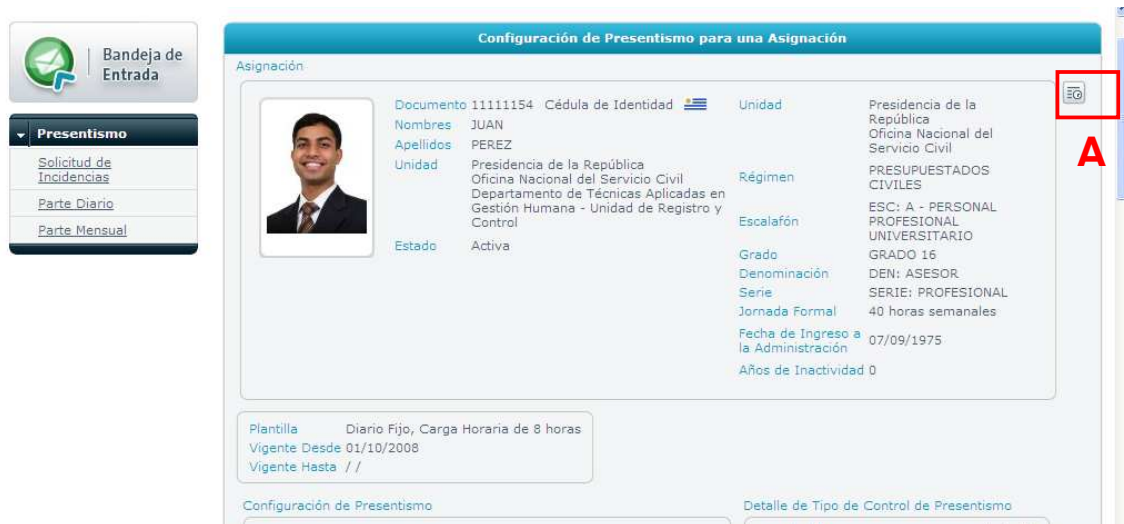 Bandeja de
Entrada
Presentismo
Solicitud de
Incidencias
Parte Diario
Parte Mensual
Configuración de Presentismo para una Asignación
Asignación
Documento 11111154 Cédula de Identidad
Nombres JUAN
Apellidos PEREZ
Unidad Presidencia de la República
Oficina Nacional del Servicio Civil
Departamento de Técnicas Aplicadas en
Gestión Humana - Unidad de Registro y
Control
Estado Activa
Unidad Presidencia de la
República
Oficina Nacional del
Servicio Civil
Régimen PRESUPUESTADOS
CIVILES
Escalafón ESC: A - PERSONAL
PROFESIONAL
UNIVERSITARIO
Grado GRADO 16
Denominación DEN: ASESOR
Serie SERIE: PROFESIONAL
Jornada Formal 40 horas semanales
Fecha de Ingreso a
la Administración 07/09/1975
Años de Inactividad 0
A
Plantilla Diario Fijo, Carga Horaria de 8 horas
Vigente Desde 01/10/2008
Vigente Hasta / /
Configuración de Presentismo
Detalle de Tipo de Control de Presentismo